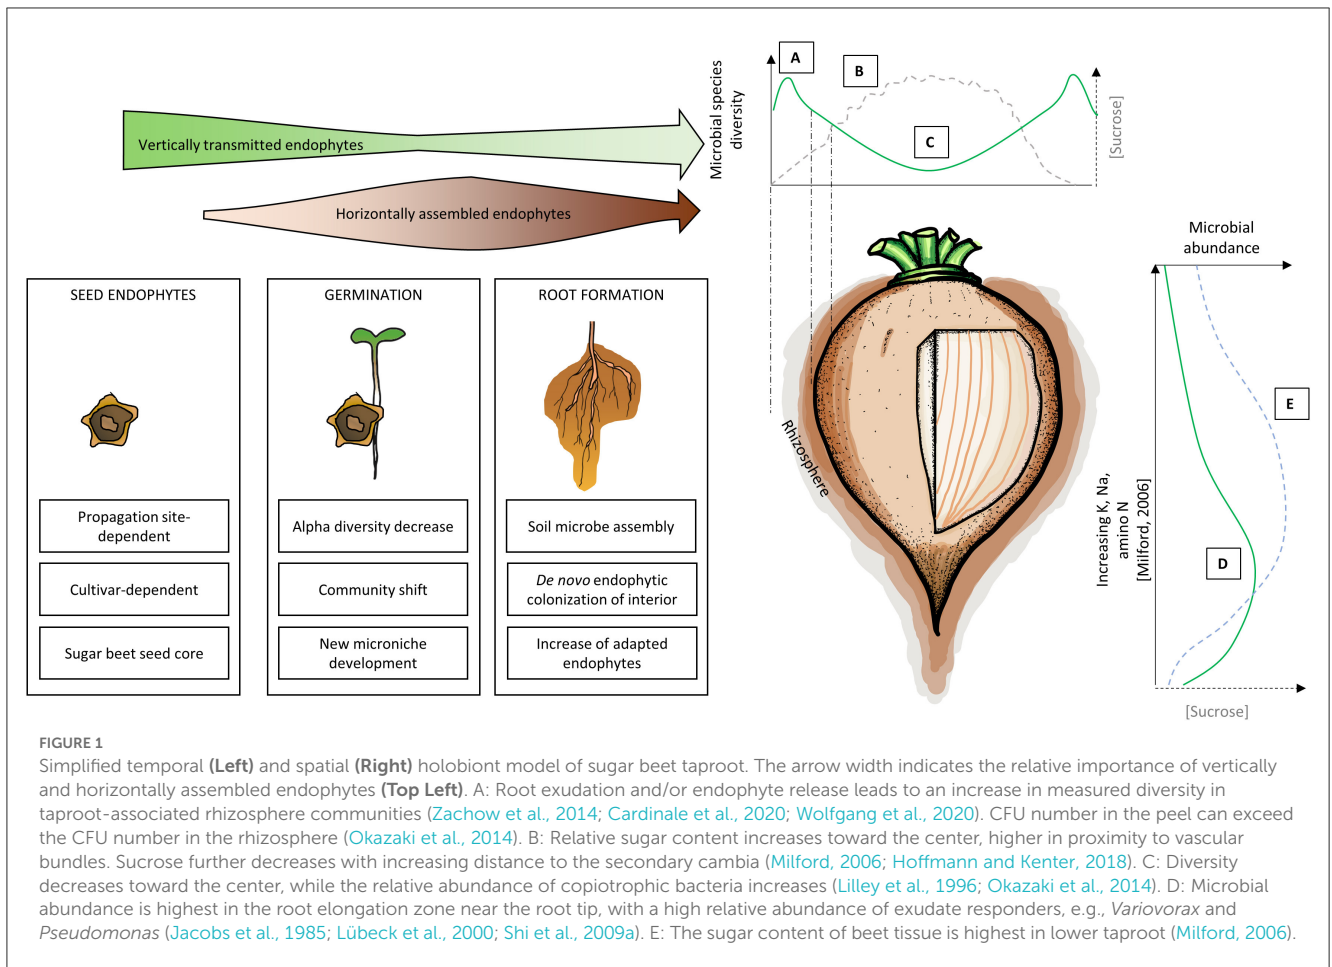 Vertically transmitted endophytes
Horizontally assembled endophytes
SEED ENDOPHYTES
Propagation site-
dependent
Cultivar-dependent
Sugar beet seed core
GERMINATION
Alpha diversity decrease
Community shift
New microniche
development
ROOT FORMATION
Soil microbe assembly
De novo endophytic
colonization of interior
Increase of adapted
endophytes
Microbial species
diversity
A
B
C
[Sucrose]
Rhizosphere
Microbial
abundance
E
D
Increasing K, Na,
amino N
[Milford, 2006]
[Sucrose]
FIGURE 1
Simplified temporal (Left) and spatial (Right) holobiont model of sugar beet taproot. The arrow width indicates the relative importance of vertically
and horizontally assembled endophytes (Top Left). A: Root exudation and/or endophyte release leads to an increase in measured diversity in
taproot-associated rhizosphere communities (Zachow et al., 2014; Cardinale et al., 2020; Wolfgang et al., 2020). CFU number in the peel can exceed
the CFU number in the rhizosphere (Okazaki et al., 2014). B: Relative sugar content increases toward the center, higher in proximity to vascular
bundles. Sucrose further decreases with increasing distance to the secondary cambia (Milford, 2006; Hoffmann and Kenter, 2018). C: Diversity
decreases toward the center, while the relative abundance of copiotrophic bacteria increases (Lilley et al., 1996; Okazaki et al., 2014). D: Microbial
abundance is highest in the root elongation zone near the root tip, with a high relative abundance of exudate responders, e.g., Variovorax and
Pseudomonas (Jacobs et al., 1985; Lübeck et al., 2000; Shi et al., 2009a). E: The sugar content of beet tissue is highest in lower taproot (Milford, 2006).